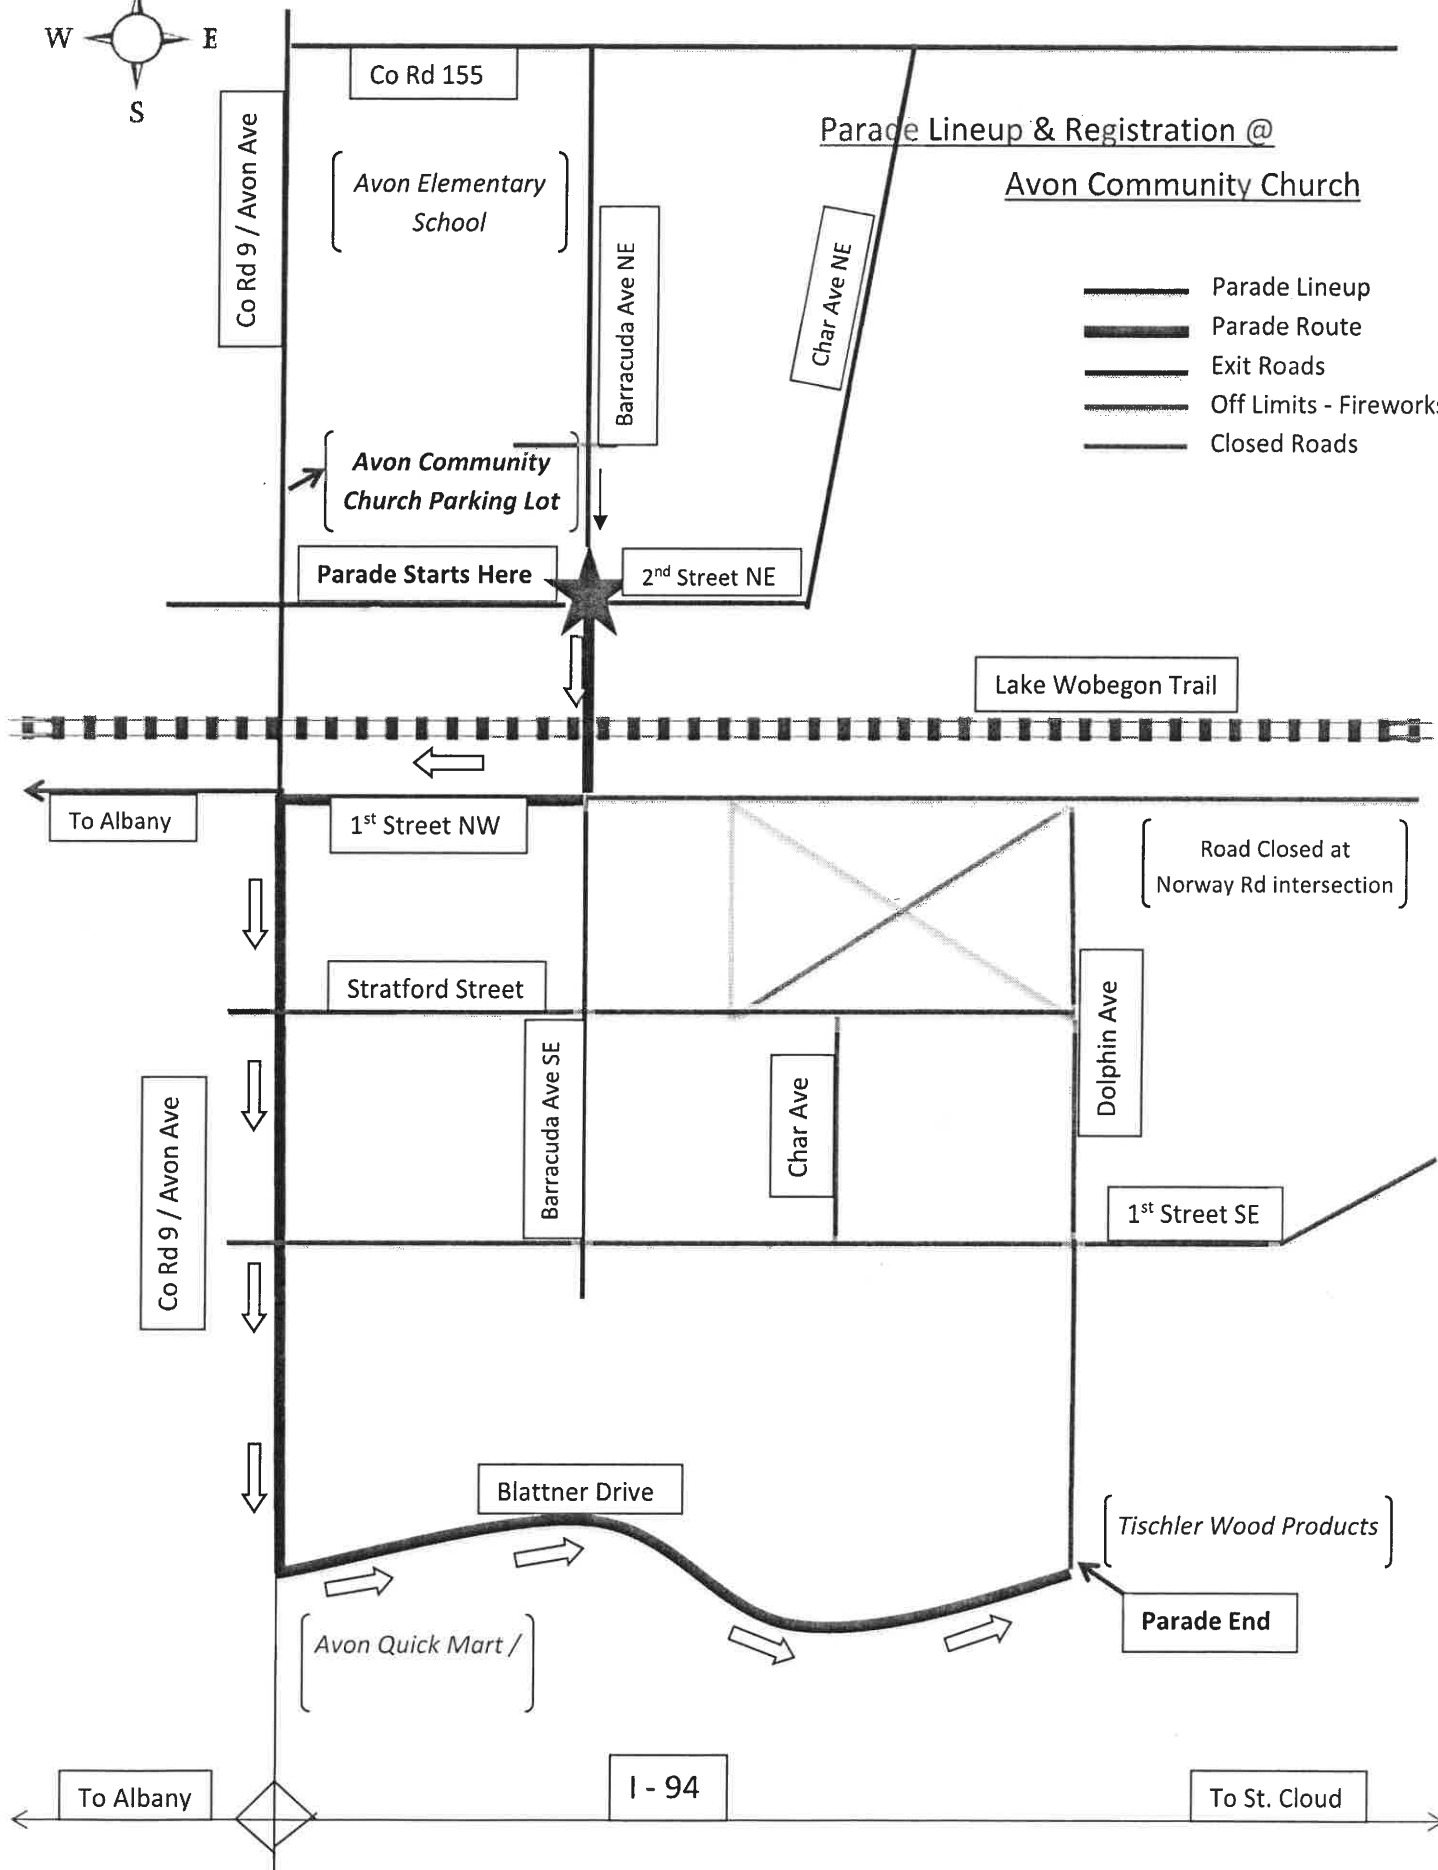 W E
S
Co Rd 155
Co Rd 9 / Avon Ave
Parade Lineup & Registration @
Avon Community Church
Avon Elementary
School
Barracuda Ave NE
Char Ave NE
Parade Lineup
Parade Route
Exit Roads
Off Limits - Fireworks
Closed Roads
Avon Community
Church Parking Lot
Parade Starts Here
2nd Street NE
Lake Wobegon Trail
To Albany
1st Street NW
Road Closed at
Norway Rd intersection
Stratford Street
Barracuda Ave SE
Char Ave
Dolphin Ave
Co Rd 9 / Avon Ave
1st Street SE
Blattner Drive
Tischler Wood Products
Parade End
Avon Quick Mart /
To Albany
I - 94
To St. Cloud